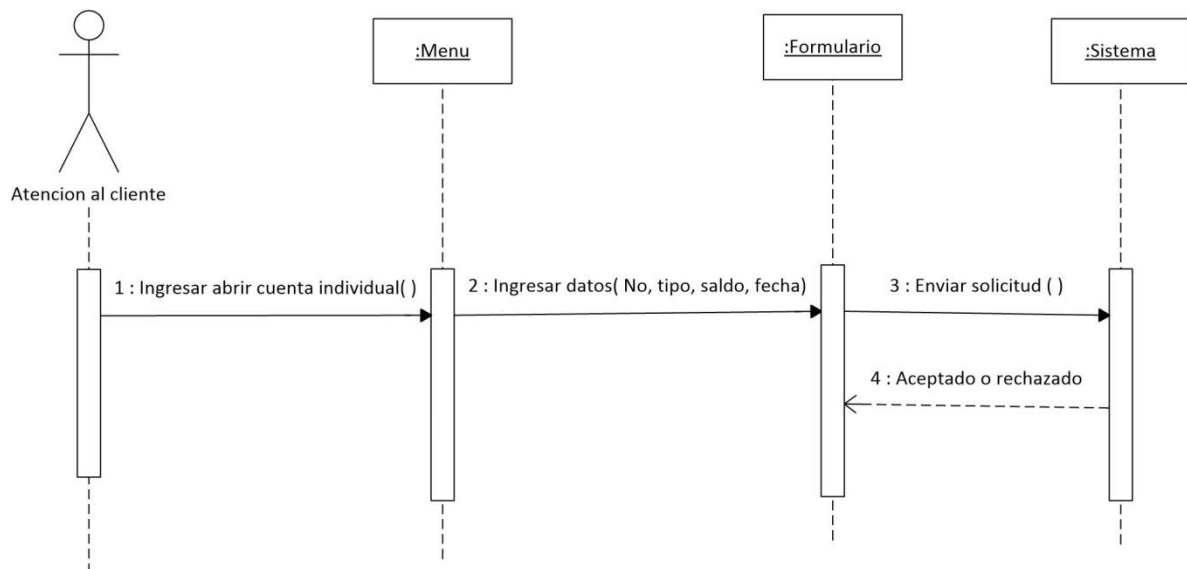 :Menu
:Formulario
:Sistema
Atencion al cliente
1 : Ingresar abrir cuenta individual( )
2 : Ingresar datos( No, tipo, saldo, fecha)
3 : Enviar solicitud ( )
4 : Aceptado o rechazado